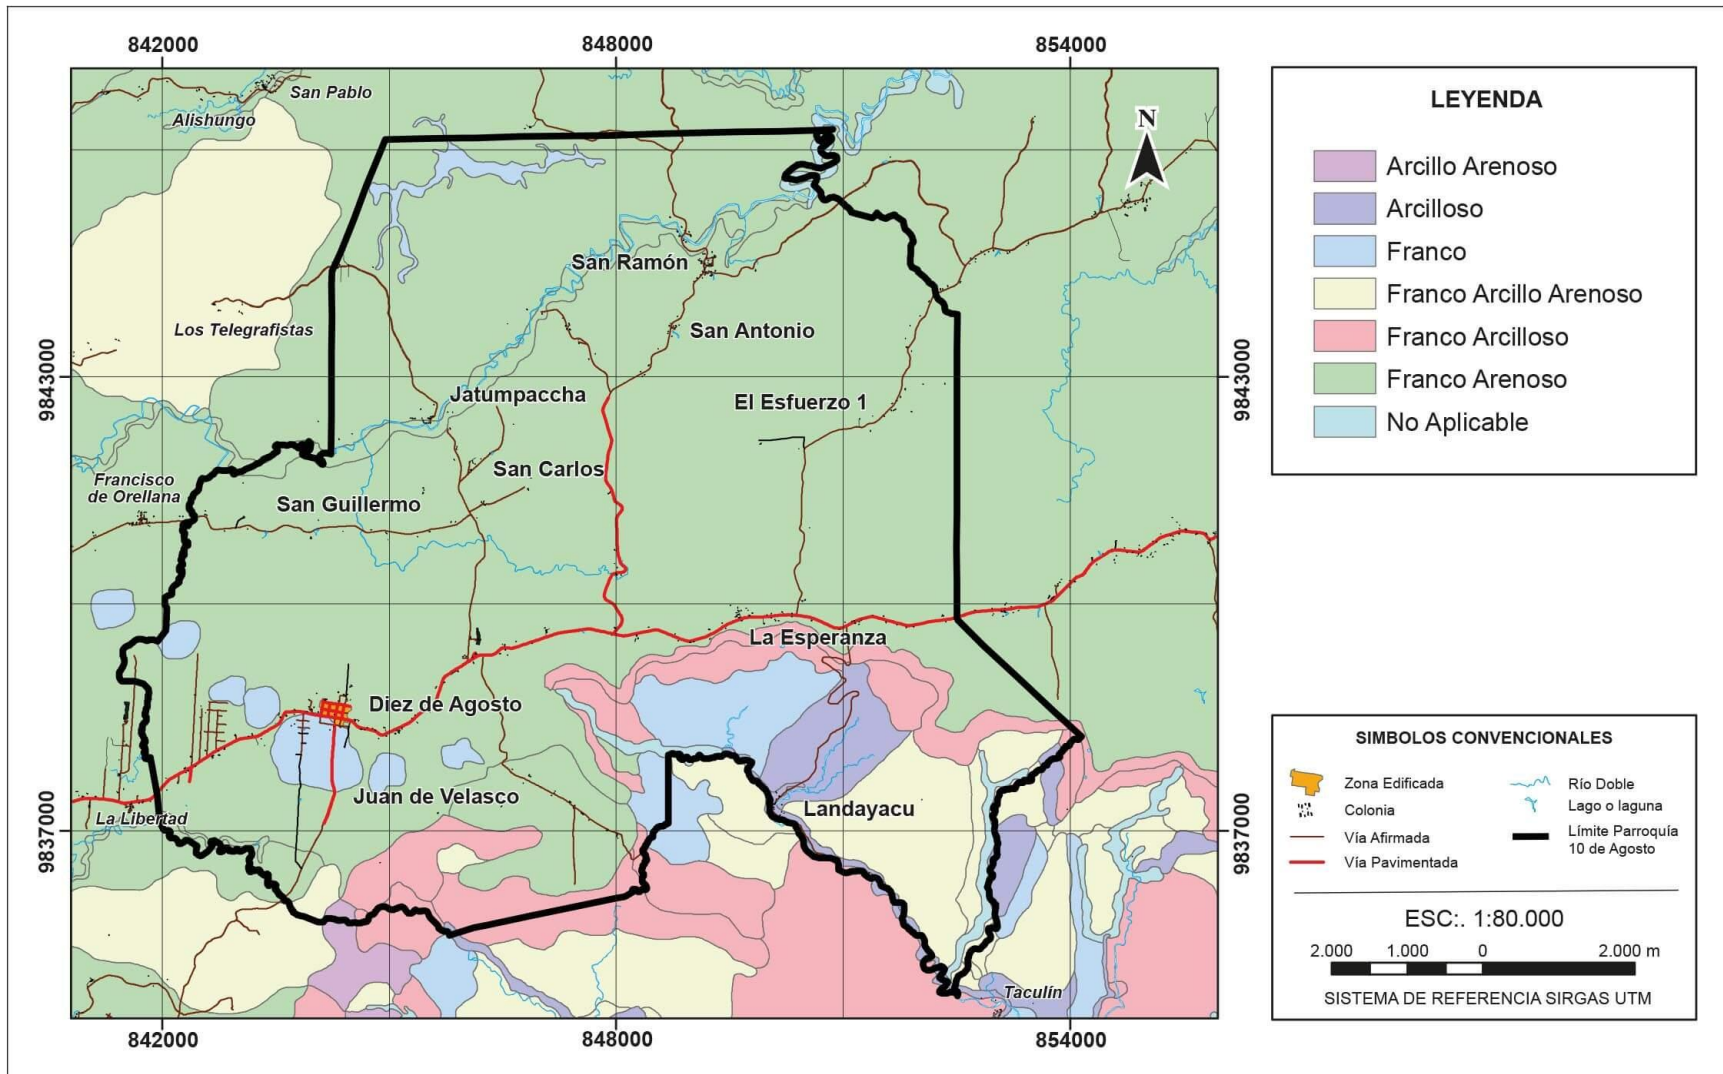 842000
848000
854000
San Pablo
Alishungo
N
San Ramón
Los Telegrafistas
San Antonio
9843000
9843000
Jatumpaccha
El Esfuerzo 1
San Carlos
Francisco
de Orellana
San Guillermo
La Esperanza
Diez de Agosto
Juan de Velasco
Landayacu
La Libertad
9837000
9837000
Taculín
842000
848000
854000
LEYENDA
Arcillo Arenoso
Arcilloso
Franco
Franco Arcillo Arenoso
Franco Arcilloso
Franco Arenoso
No Aplicable
SIMBOLOS CONVENCIONALES
Zona Edificada
Colonia
Vía Afirmada
Vía Pavimentada
Río Doble
Lago o laguna
Límite Parroquía
10 de Agosto
ESC:. 1:80.000
2.000 1.000 0 2.000 m
SISTEMA DE REFERENCIA SIRGAS UTM